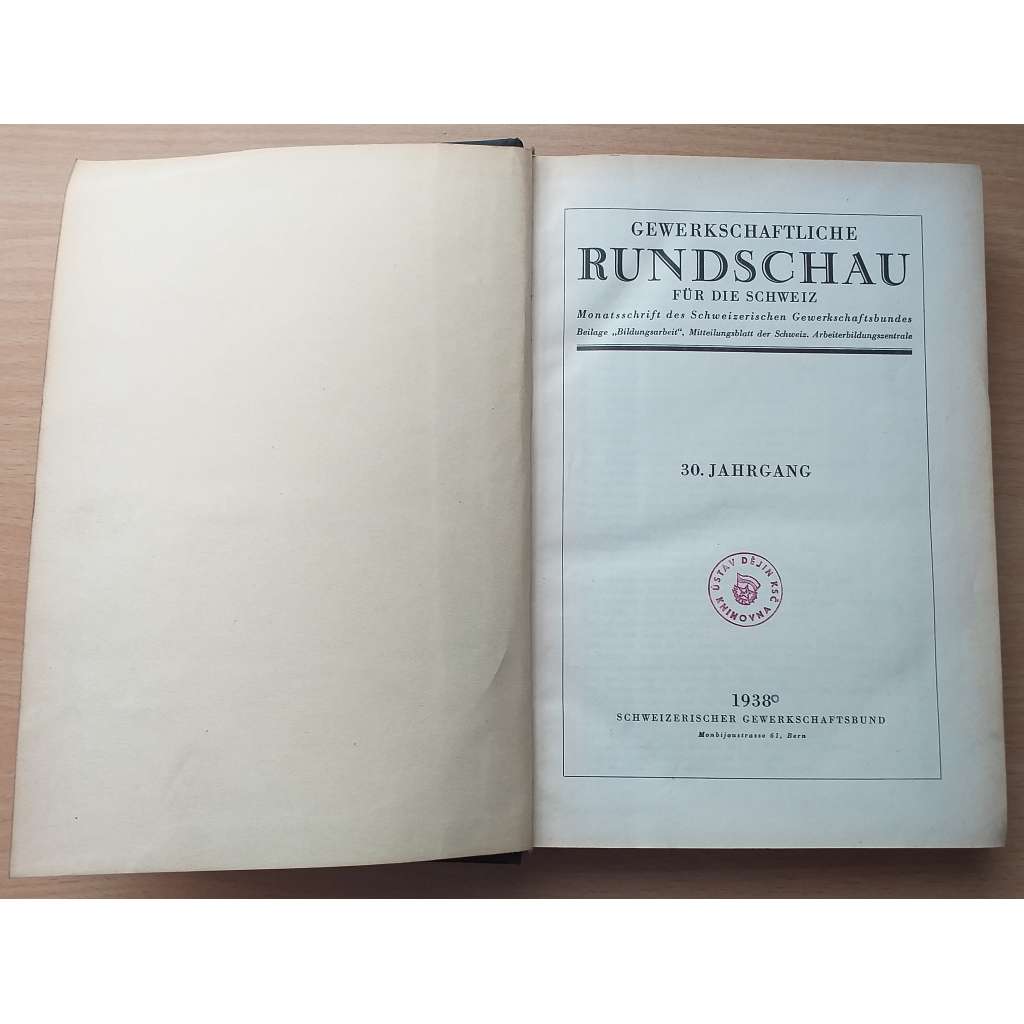 GEWERKSCHAFTLICHE
RUNDSCHAU
FÜR DIE SCHWEIZ
Monatsschrift des Schweizerischen Gewerkschaftsbundes
Beilage „Bildungsarbeit“, Mitteilungsblatt der Schweiz. Arbeiterbildungszentrale
30. JAHRGANG
ÚSTAV DĚJIN KSČ
KNIHOVNA
1938
SCHWEIZERISCHER GEWERKSCHAFTSBUND
Monbijoustrasse 61, Bern